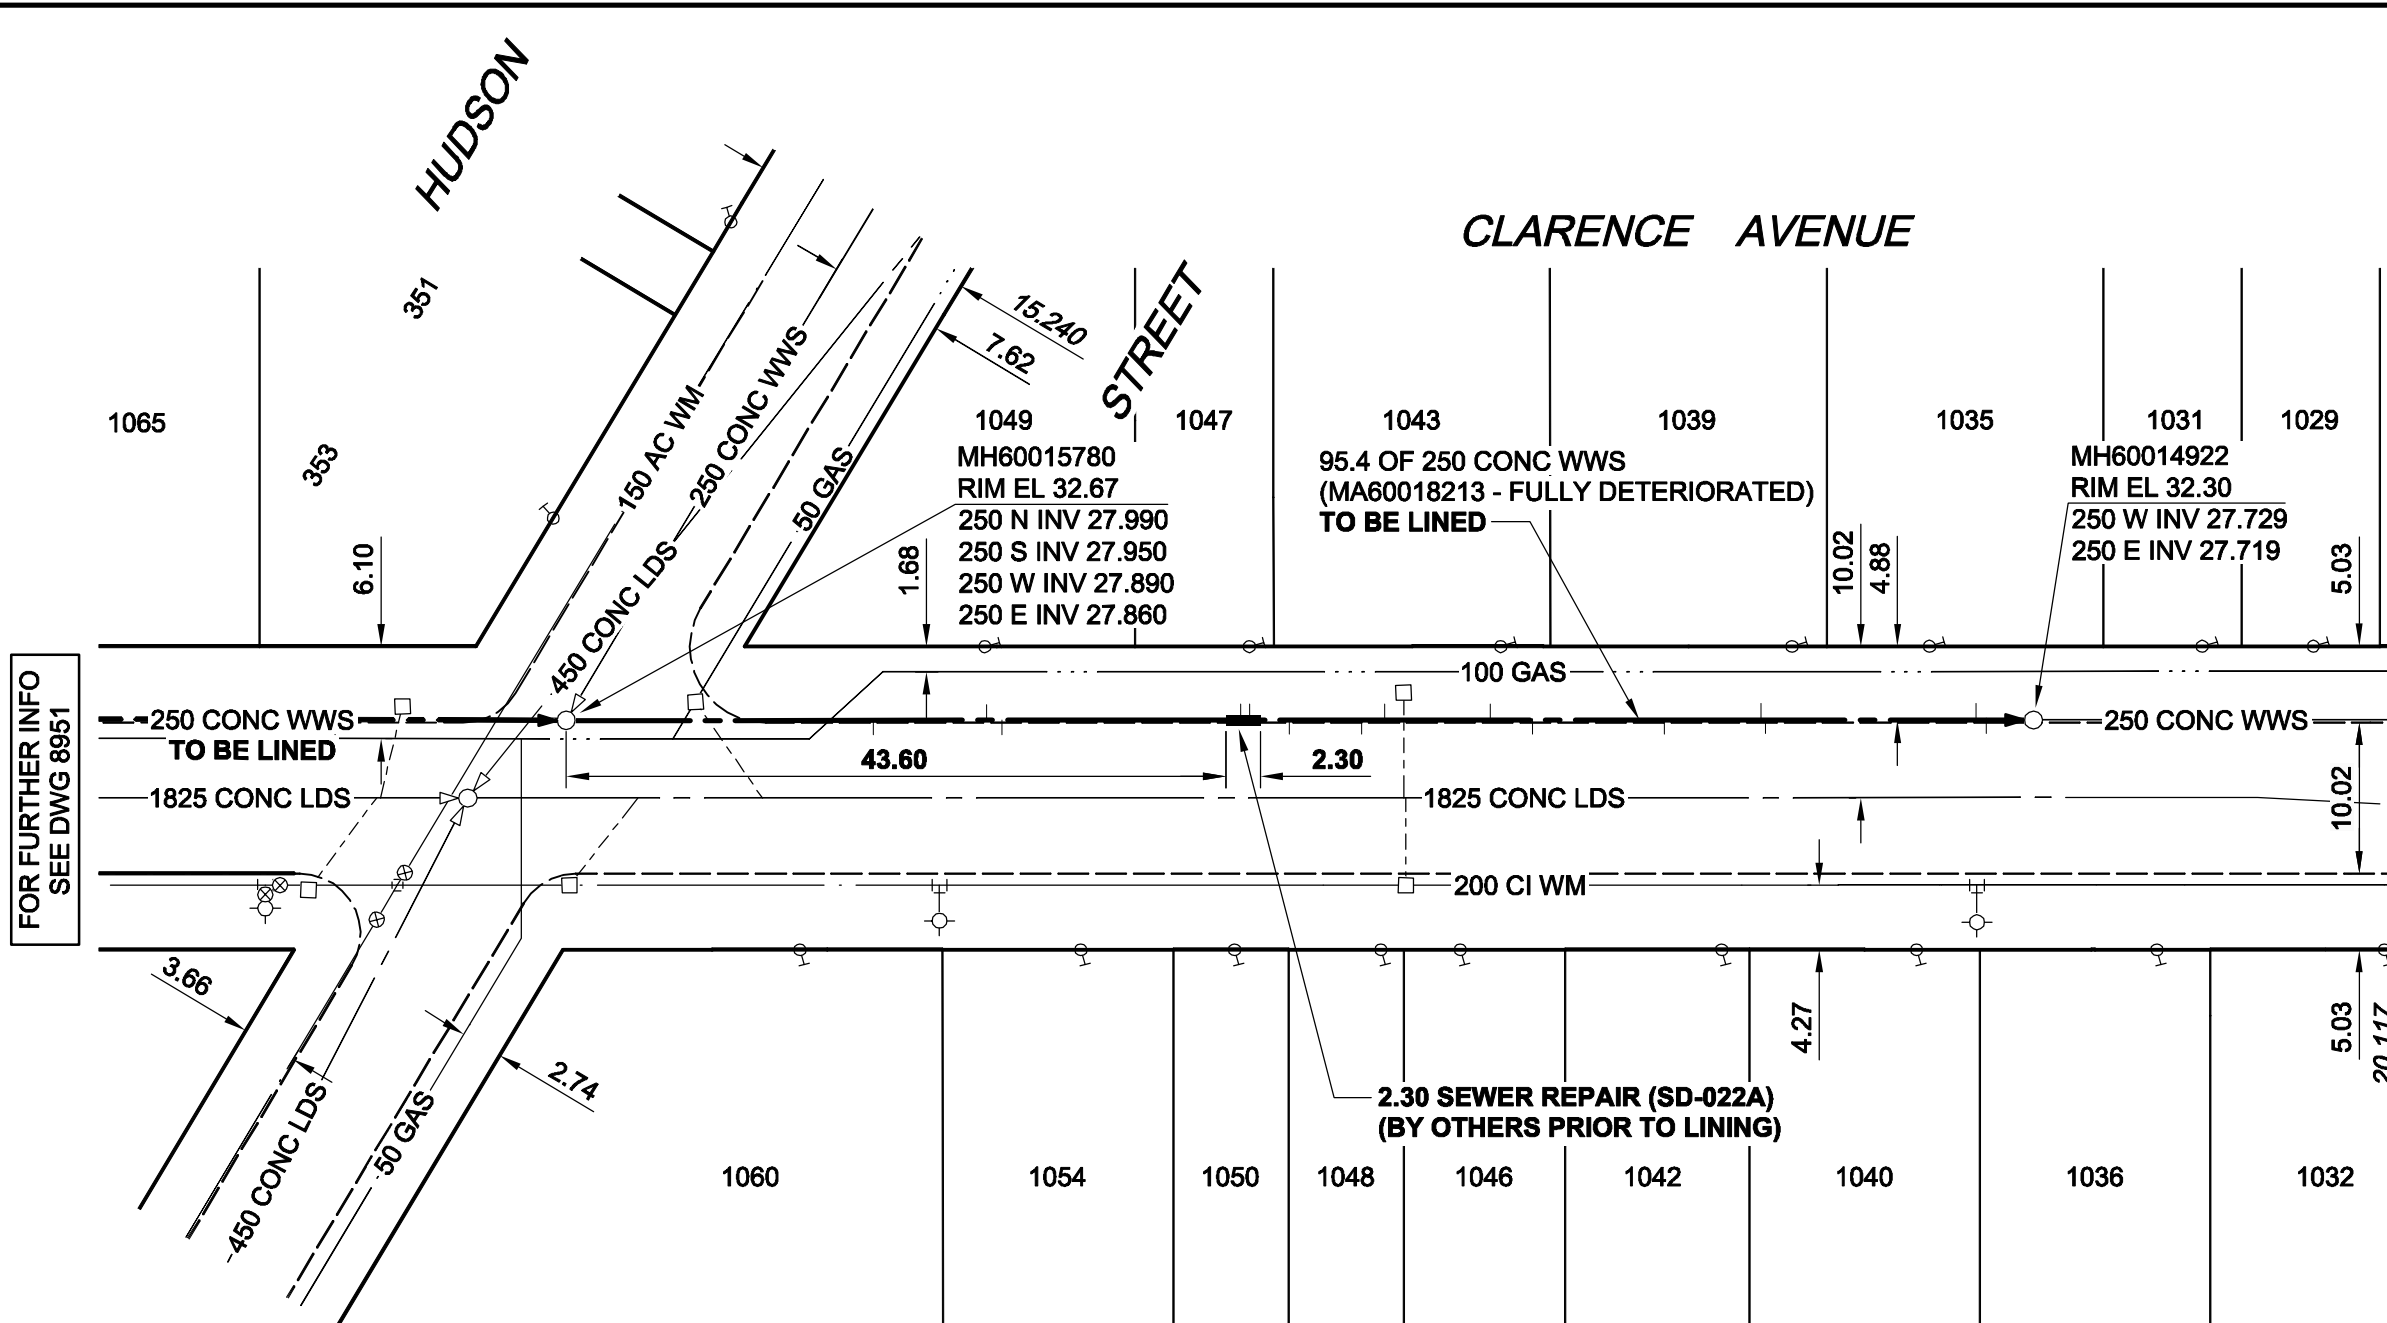 HUDSON
STREET
CLARENCE AVENUE
351
353
1065
1049
1047
1043
1039
1035
1031
1029
15.240
7.62
150 AC WM
250 CONC WWS
450 CONC LDS
50 GAS
MH60015780
RIM EL 32.67
250 N INV 27.990
250 S INV 27.950
250 W INV 27.890
250 E INV 27.860
95.4 OF 250 CONC WWS
(MA60018213 - FULLY DETERIORATED)
TO BE LINED
MH60014922
RIM EL 32.30
250 W INV 27.729
250 E INV 27.719
6.10
1.68
10.02
4.88
5.03
FOR FURTHER INFO
SEE DWG 8951
100 GAS
250 CONC WWS
TO BE LINED
250 CONC WWS
43.60
2.30
1825 CONC LDS
1825 CONC LDS
10.02
200 CI WM
3.66
2.74
4.27
5.03
20.117
450 CONC LDS
50 GAS
2.30 SEWER REPAIR (SD-022A)
(BY OTHERS PRIOR TO LINING)
1060
1054
1050
1048
1046
1042
1040
1036
1032